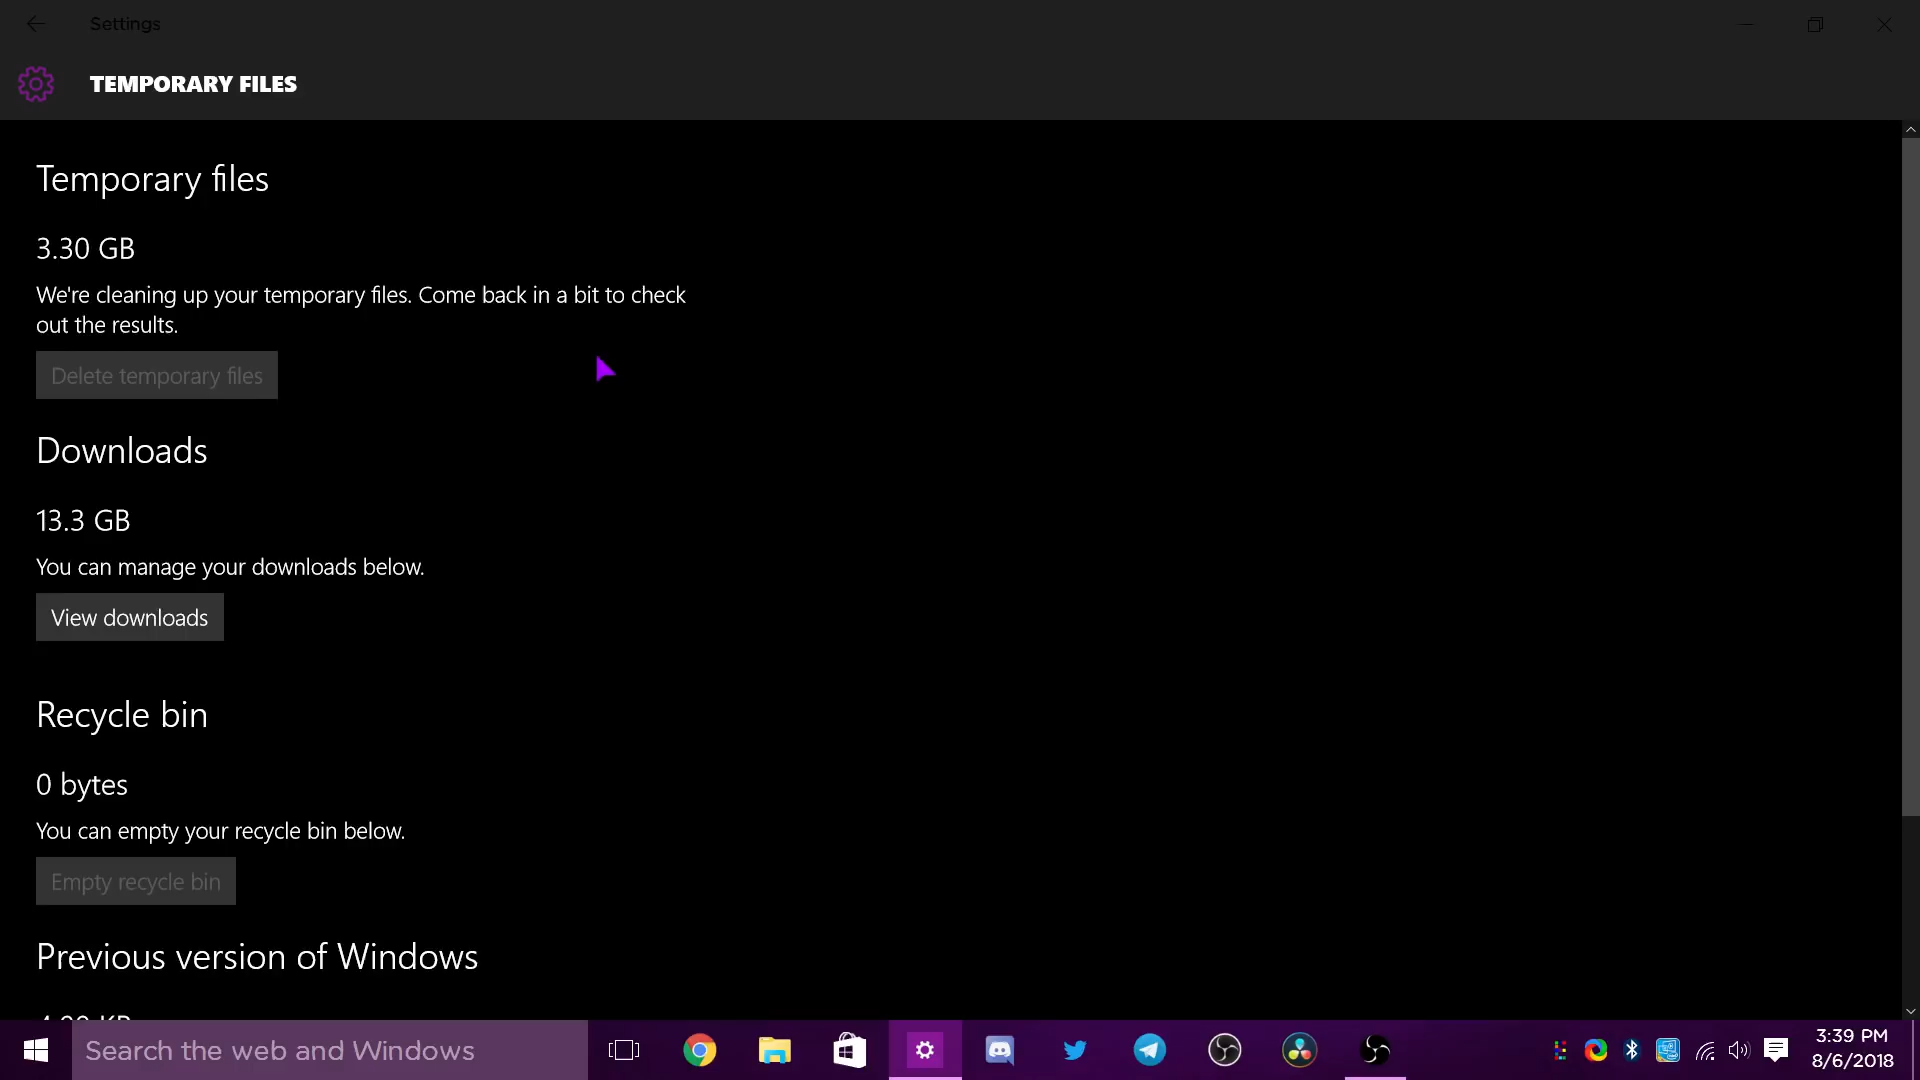 Settings
TEMPORARY FILES
Temporary files
3.30 GB
We're cleaning up your temporary files. Come back in a bit to check
out the results.
Delete temporary files
Downloads
13.3 GB
You can manage your downloads below.
View downloads
Recycle bin
0 bytes
You can empty your recycle bin below.
Empty recycle bin
Previous version of Windows
Search the web and Windows
3:39 PM
8/6/2018